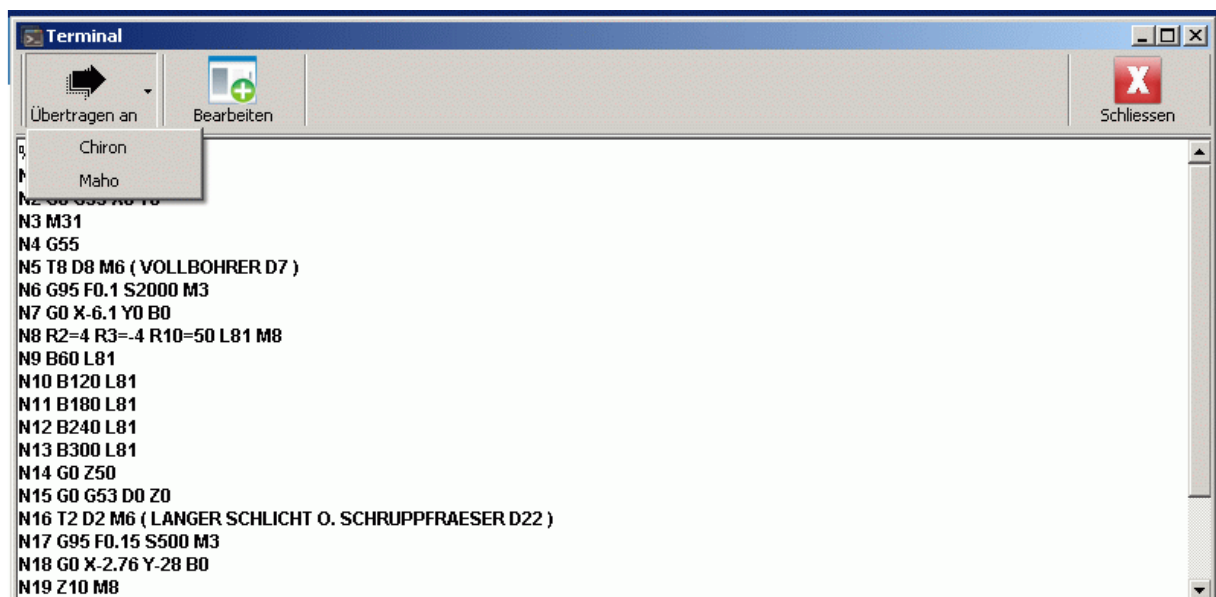 Terminal
Übertragen an
Bearbeiten
Schliessen
Chiron
Maho
N3 M31
N4 G55
N5 T8 D8 M6 ( VOLLBOHRER D7 )
N6 G95 F0.1 S2000 M3
N7 G0 X-6.1 Y0 B0
N8 R2=4 R3=-4 R10=50 L81 M8
N9 B60 L81
N10 B120 L81
N11 B180 L81
N12 B240 L81
N13 B300 L81
N14 G0 Z50
N15 G0 G53 D0 Z0
N16 T2 D2 M6 ( LANGER SCHLICHT O. SCHRUPPFRAESER D22 )
N17 G95 F0.15 S500 M3
N18 G0 X-2.76 Y-28 B0
N19 Z10 M8